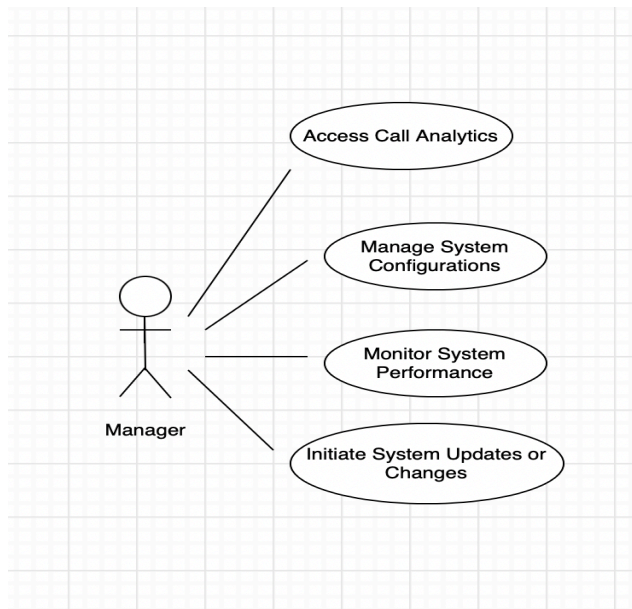 Access Call Analytics
Manage System
Configurations
Monitor System
Performance
Manager
Initiate System Updates or
Changes